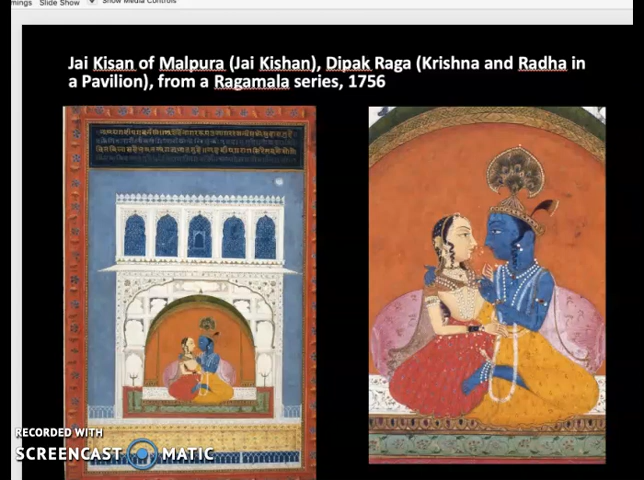 Slide Show
Show Media Controls
Jai Kisan of Malpura (Jai Kishan), Dipak Raga (Krishna and Radha in
a Pavilion), from a Ragamala series, 1756
RECORDED WITH
SCREENCAST MATIC